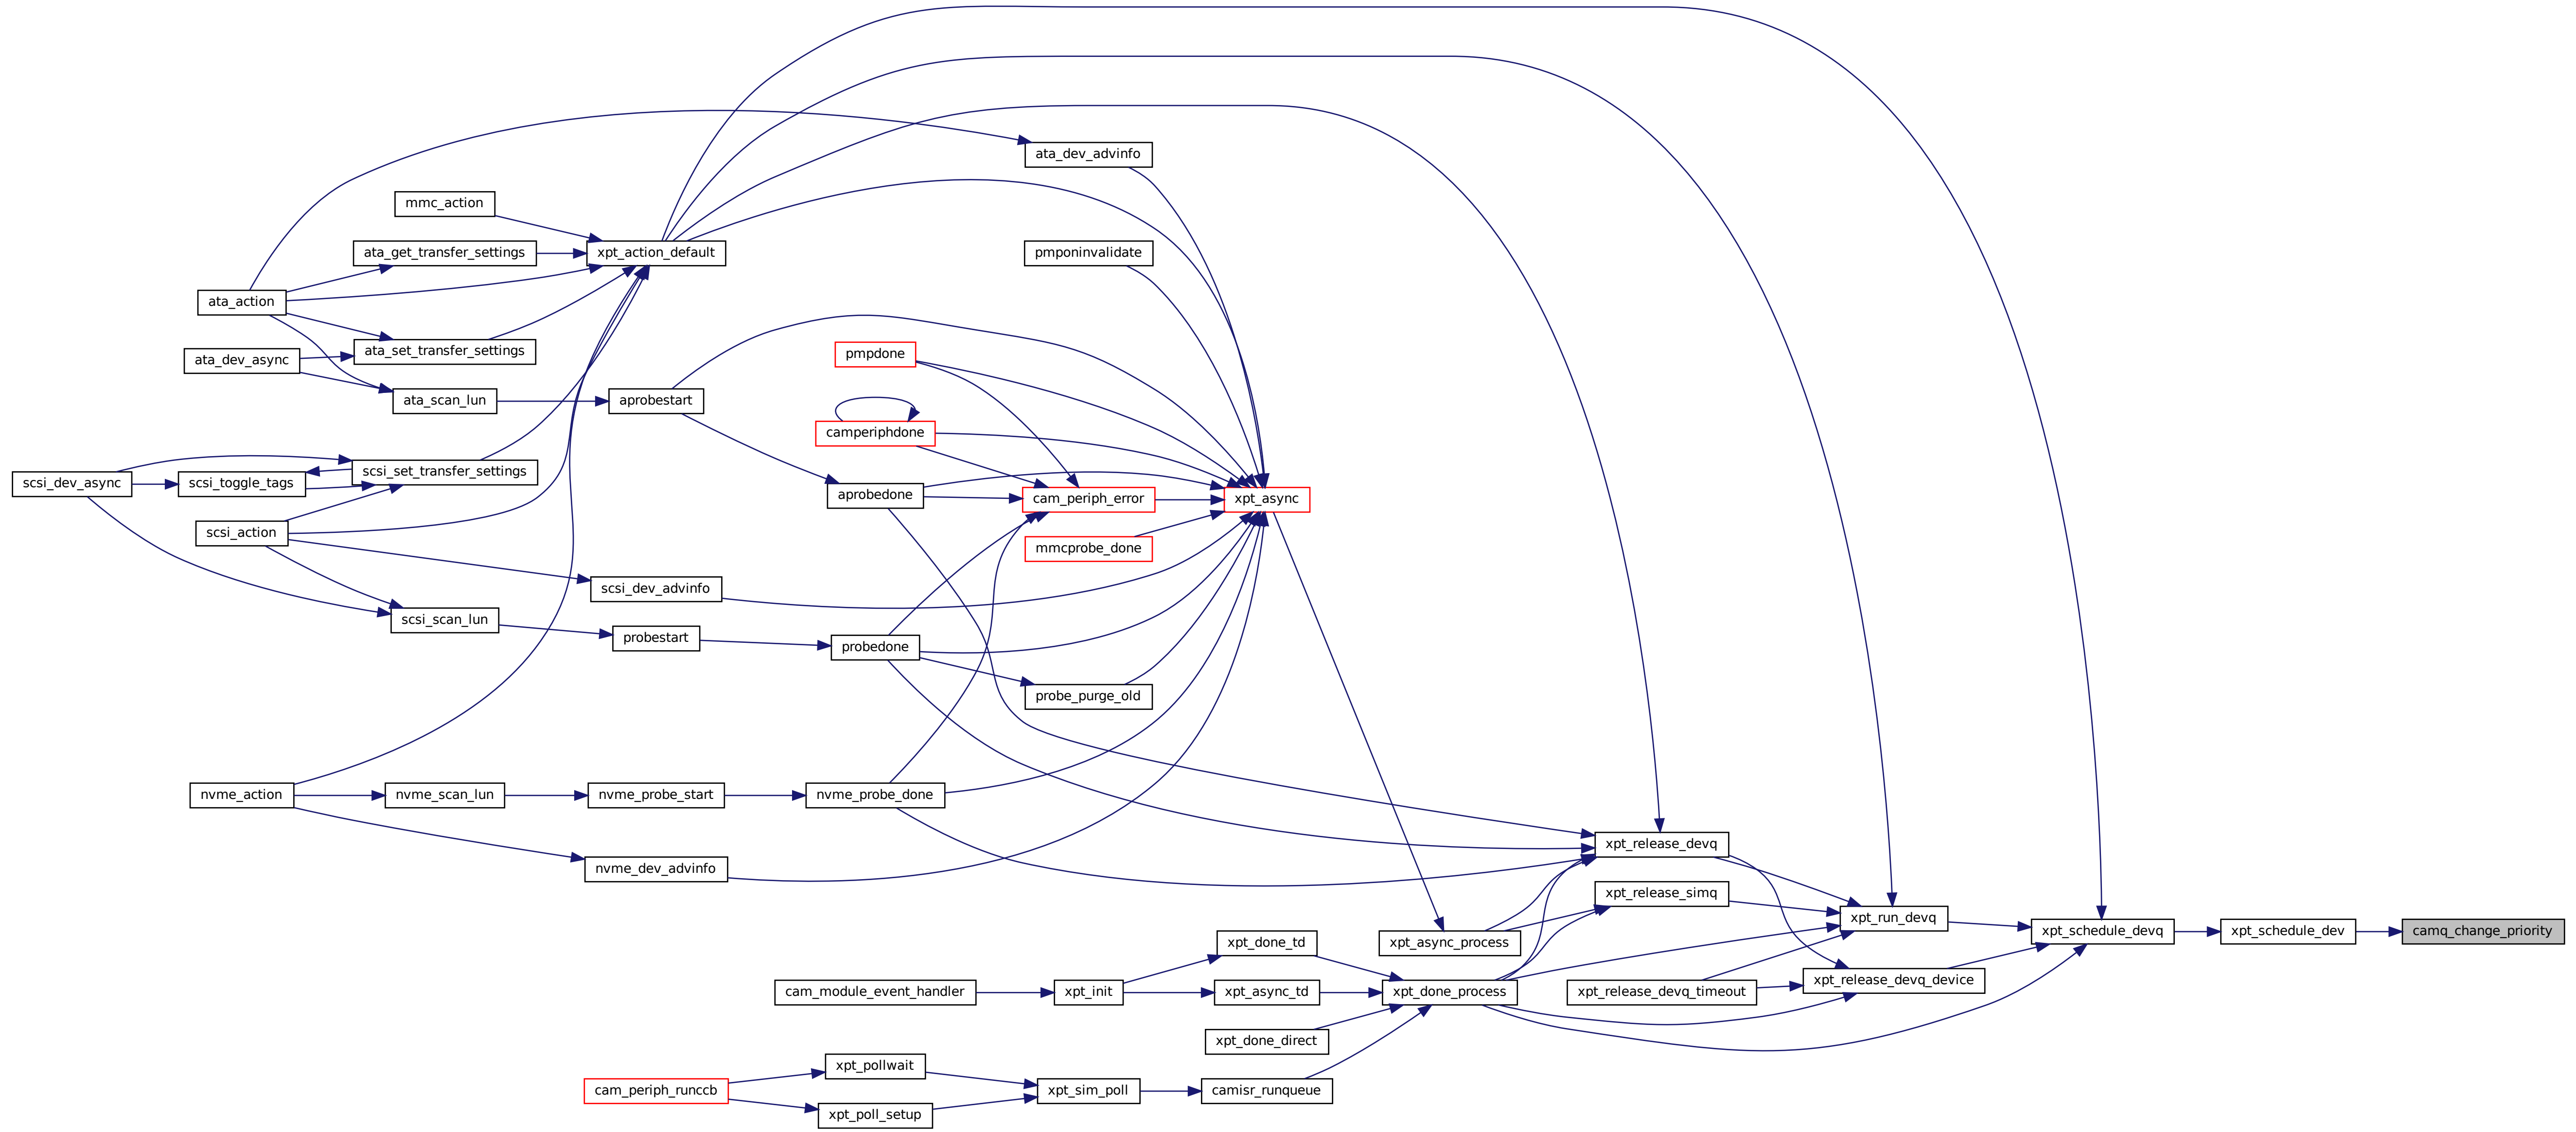 ata_dev_advinfo
mmc_action
ata_get_transfer_settings
xpt_action_default
pmponinvalidate
ata_action
ata_set_transfer_settings
ata_dev_async
pmpdone
ata_scan_lun
aprobestart
camperiphdone
scsi_set_transfer_settings
scsi_dev_async
scsi_toggle_tags
aprobedone
cam_periph_error
xpt_async
scsi_action
mmcprobe_done
scsi_dev_advinfo
scsi_scan_lun
probestart
probedone
probe_purge_old
nvme_action
nvme_scan_lun
nvme_probe_start
nvme_probe_done
xpt_release_devq
nvme_dev_advinfo
xpt_release_simq
xpt_run_devq
xpt_done_td
xpt_async_process
xpt_schedule_devq
xpt_schedule_dev
camq_change_priority
xpt_release_devq_device
cam_module_event_handler
xpt_init
xpt_async_td
xpt_done_process
xpt_release_devq_timeout
xpt_done_direct
xpt_pollwait
cam_periph_runccb
xpt_sim_poll
camisr_runqueue
xpt_poll_setup